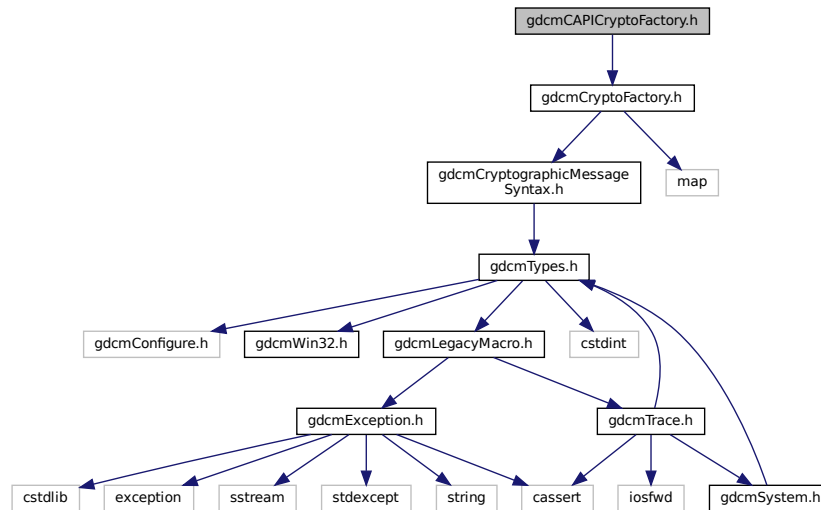 gdcmCAPICryptoFactory.h
gdcmCryptoFactory.h
gdcmCryptographicMessage
Syntax.h
map
gdcmTypes.h
gdcmConfigure.h
gdcmWin32.h
gdcmLegacyMacro.h
cstdint
gdcmException.h
gdcmTrace.h
cstdlib
exception
sstream
stdexcept
string
cassert
iosfwd
gdcmSystem.h